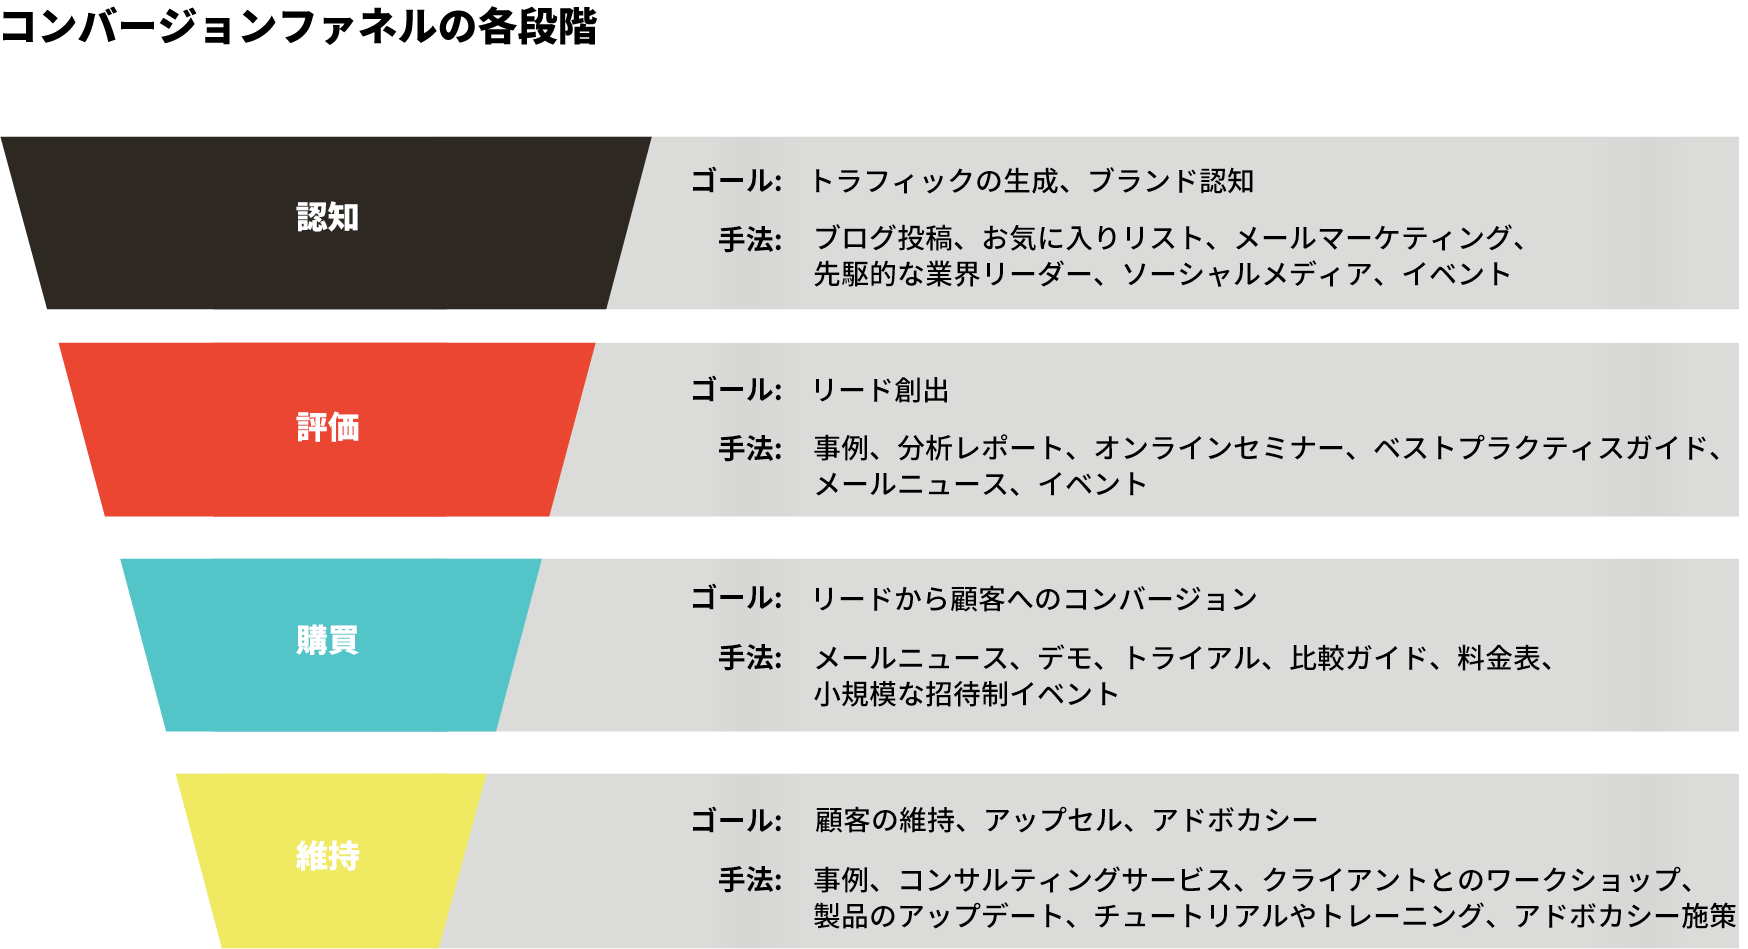 コンバージョンファネルの各段階
認知
ゴール: トラフィックの生成、ブランド認知
手法: ブログ投稿、お気に入りリスト、メールマーケティング、
先駆的な業界リーダー、ソーシャルメディア、イベント
評価
ゴール: リード創出
手法: 事例、分析レポート、オンラインセミナー、ベストプラクティスガイド、
メールニュース、イベント
購買
ゴール: リードから顧客へのコンバージョン
手法: メールニュース、デモ、トライアル、比較ガイド、料金表、
小規模な招待制イベント
維持
ゴール: 顧客の維持、アップセル、アドボカシー
手法: 事例、コンサルティングサービス、クライアントとのワークショップ、
製品のアップデート、チュートリアルやトレーニング、アドボカシー施策